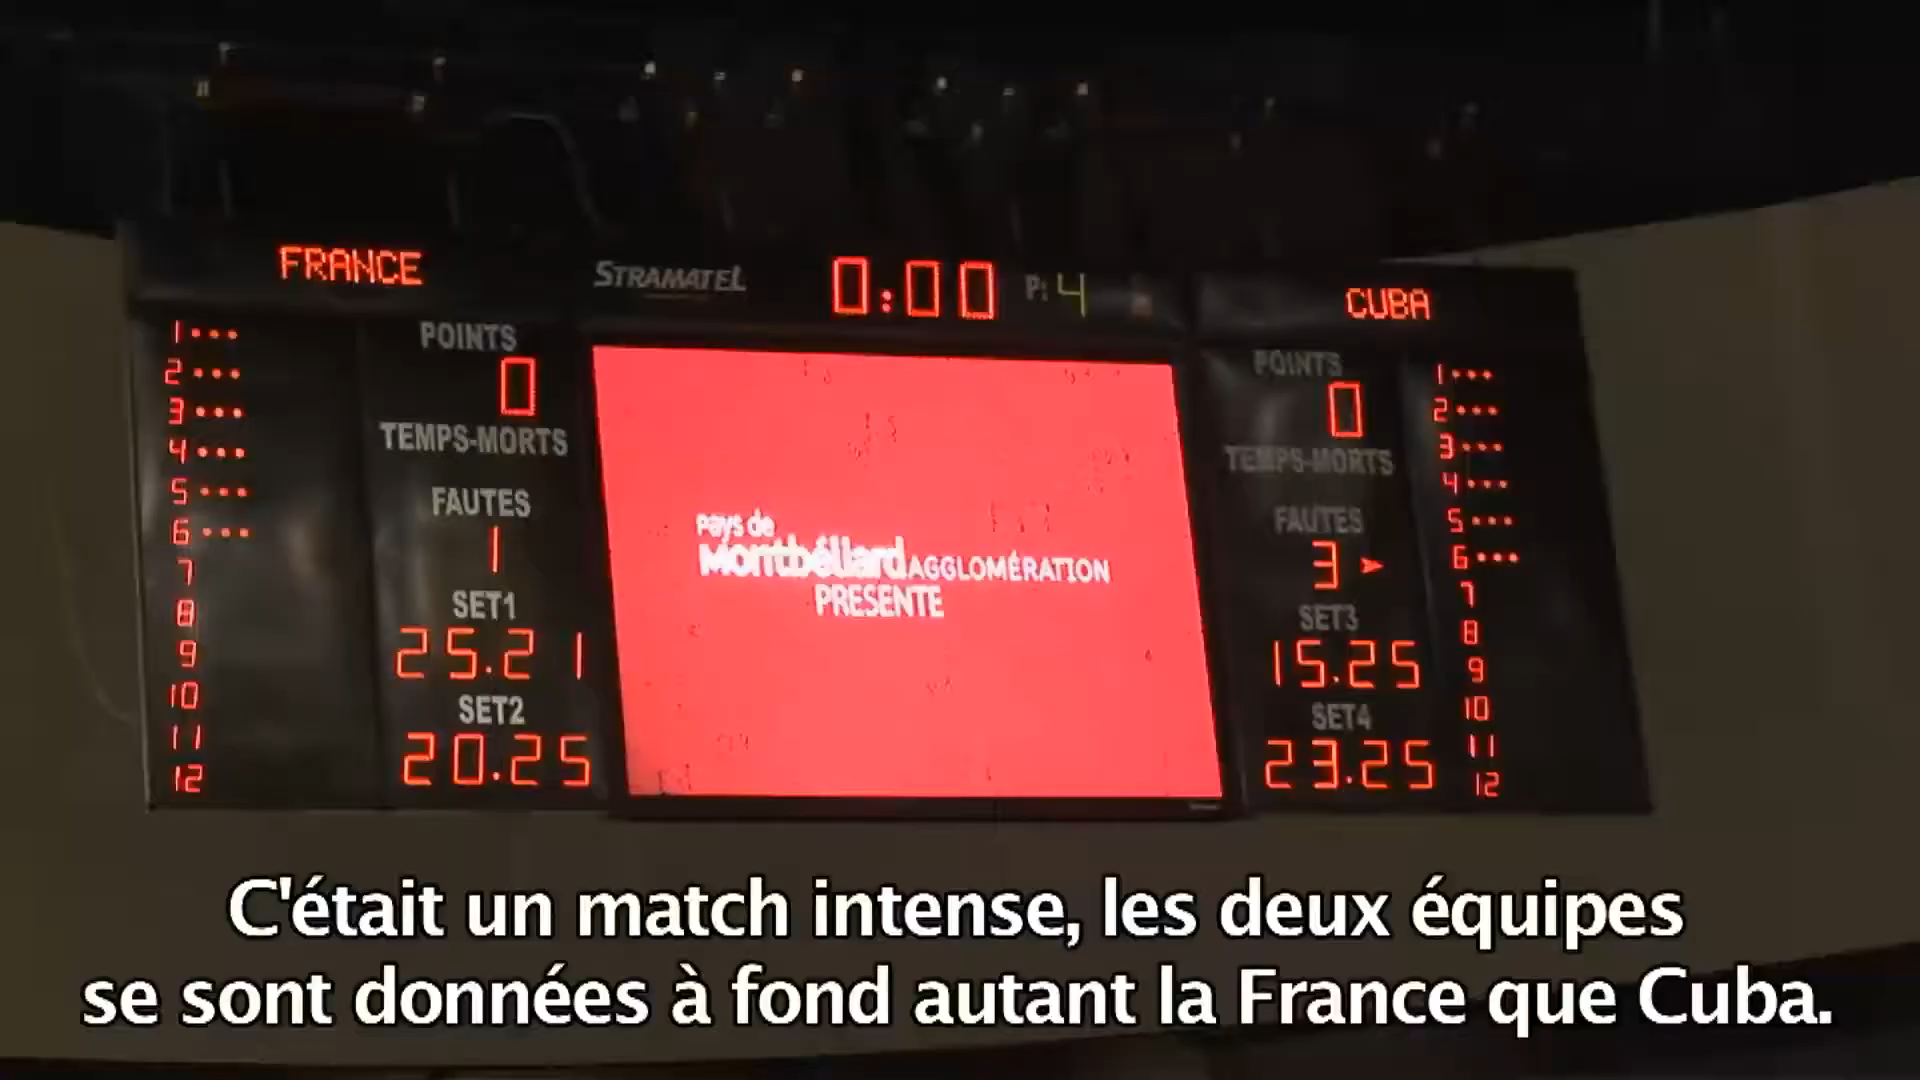 FRANCE
STRAMATEL
0:00
P: 4
CUBA
1
2
3
4
5
6
7
8
9
10
11
12
POINTS
0
TEMPS-MORTS
FAUTES
1
SET1
25.21
SET2
20.25
Pays de
Montbéliard AGGLOMÉRATION
PRESENTE
POINTS
0
TEMPS-MORTS
FAUTES
3
SET3
15.25
SET4
23.25
1
2
3
4
5
6
7
8
9
10
11
12
C'était un match intense, les deux équipes
se sont données à fond autant la France que Cuba.